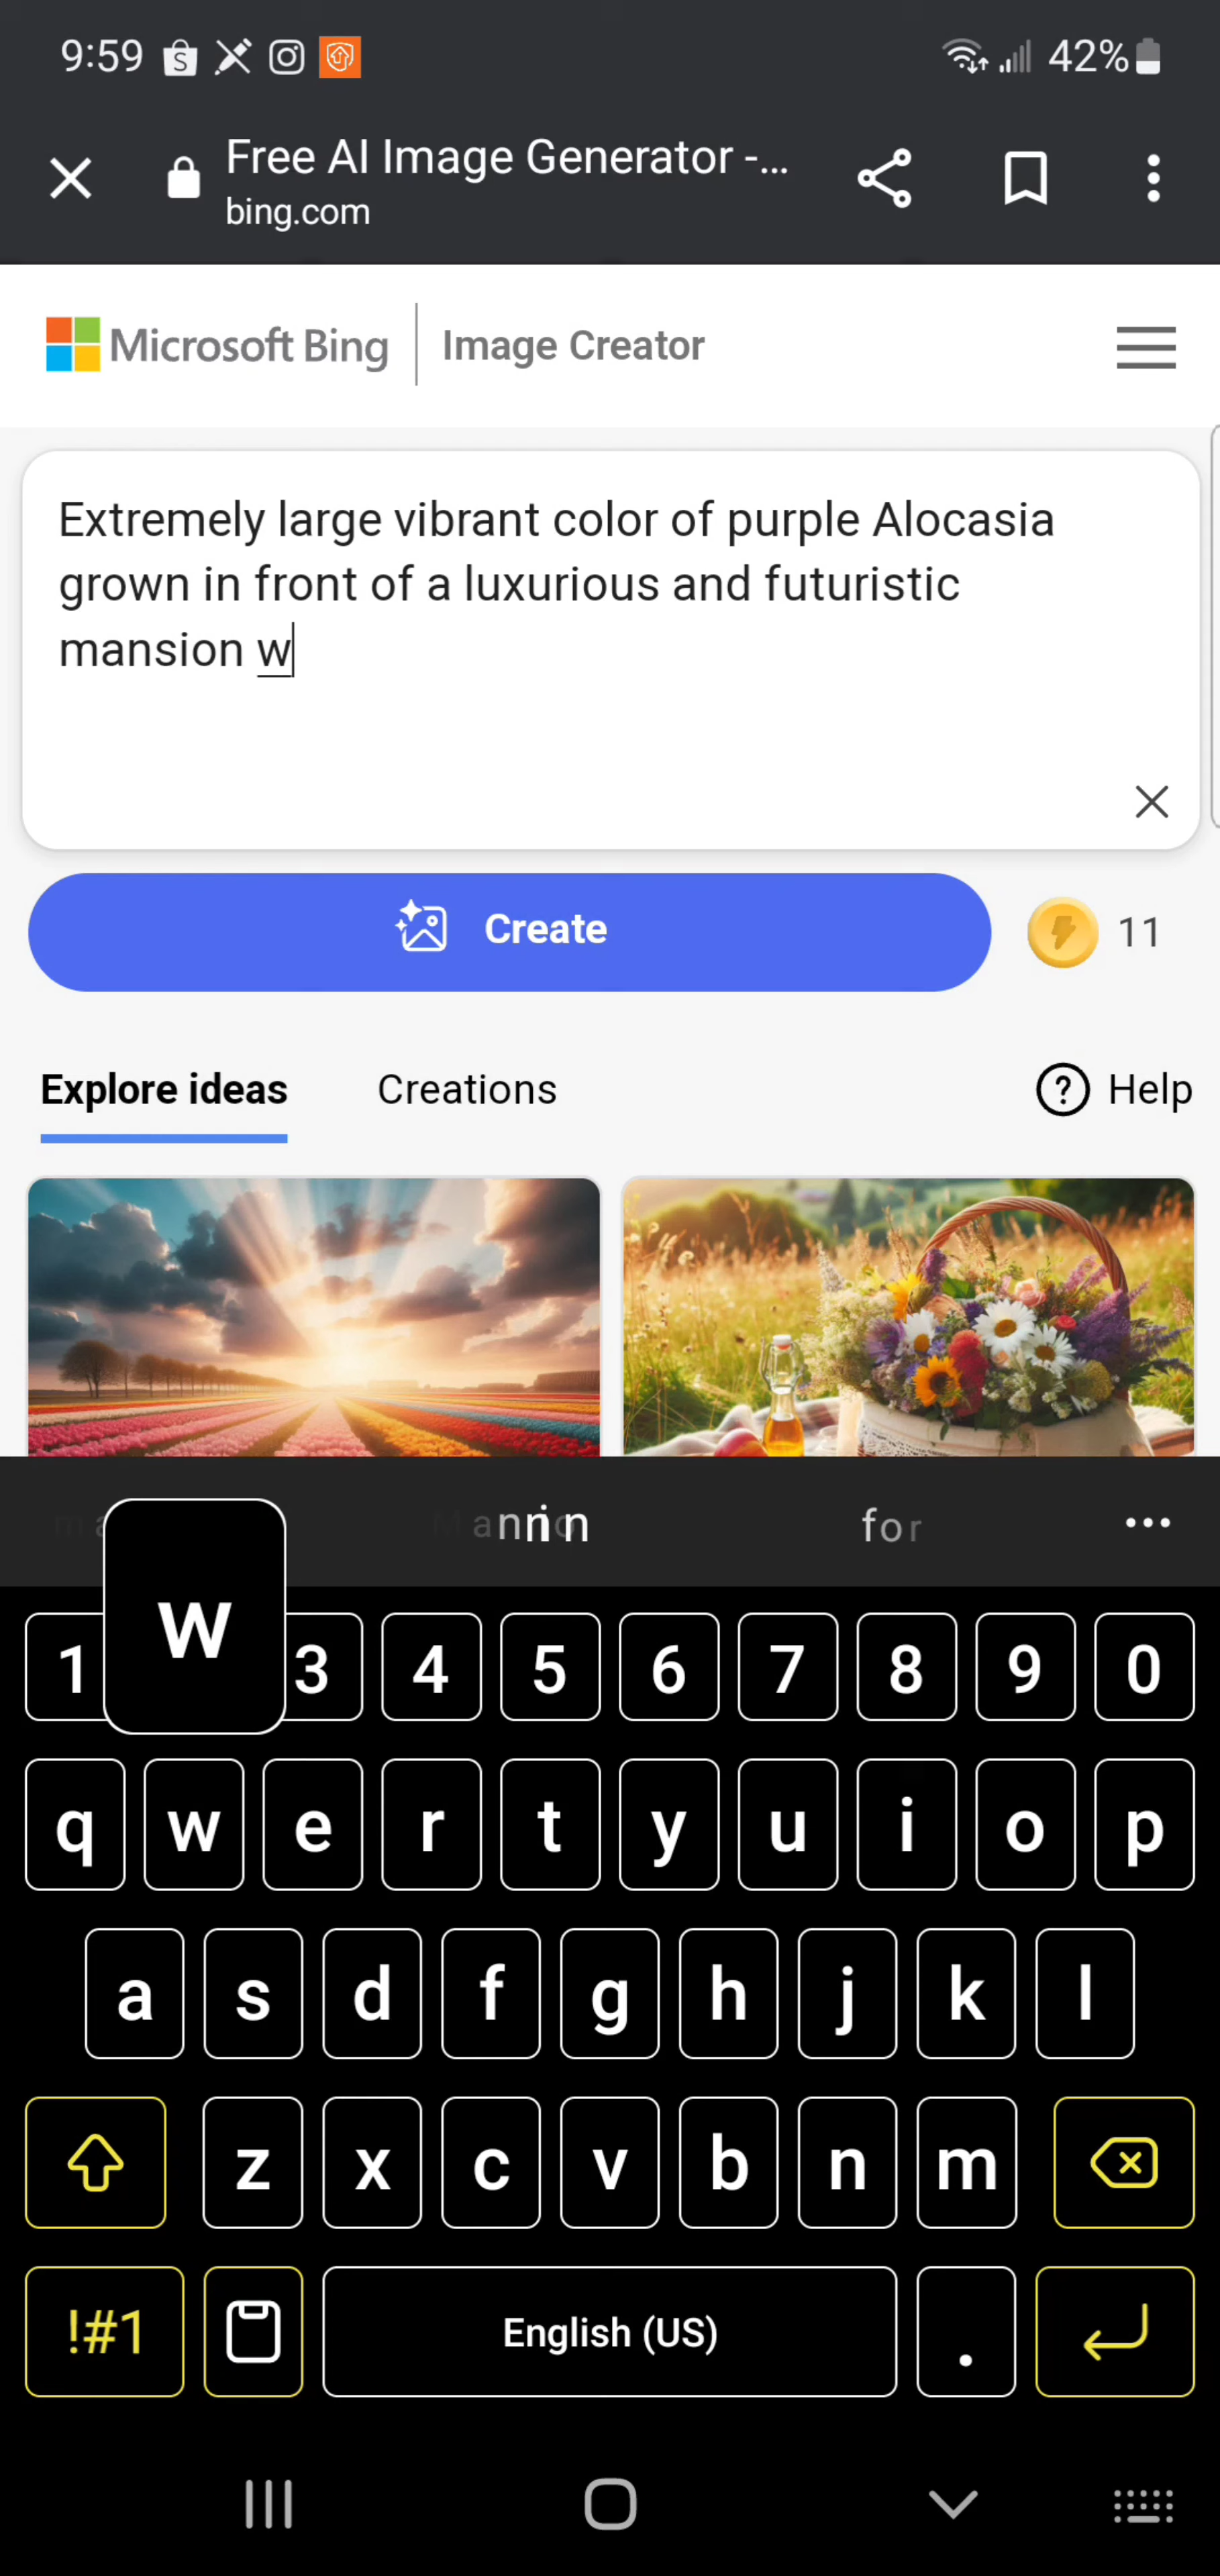 9:59
42%
Free AI Image Generator -...
bing.com
Microsoft Bing
Image Creator
Extremely large vibrant color of purple Alocasia
grown in front of a luxurious and futuristic
mansion w
Create
11
Explore ideas
Creations
Help
for
W
1 3 4 5 6 7 8 9 0
q w e r t y u i o p
a s d f g h j k l
z x c v b n m
!#1
English (US)
.